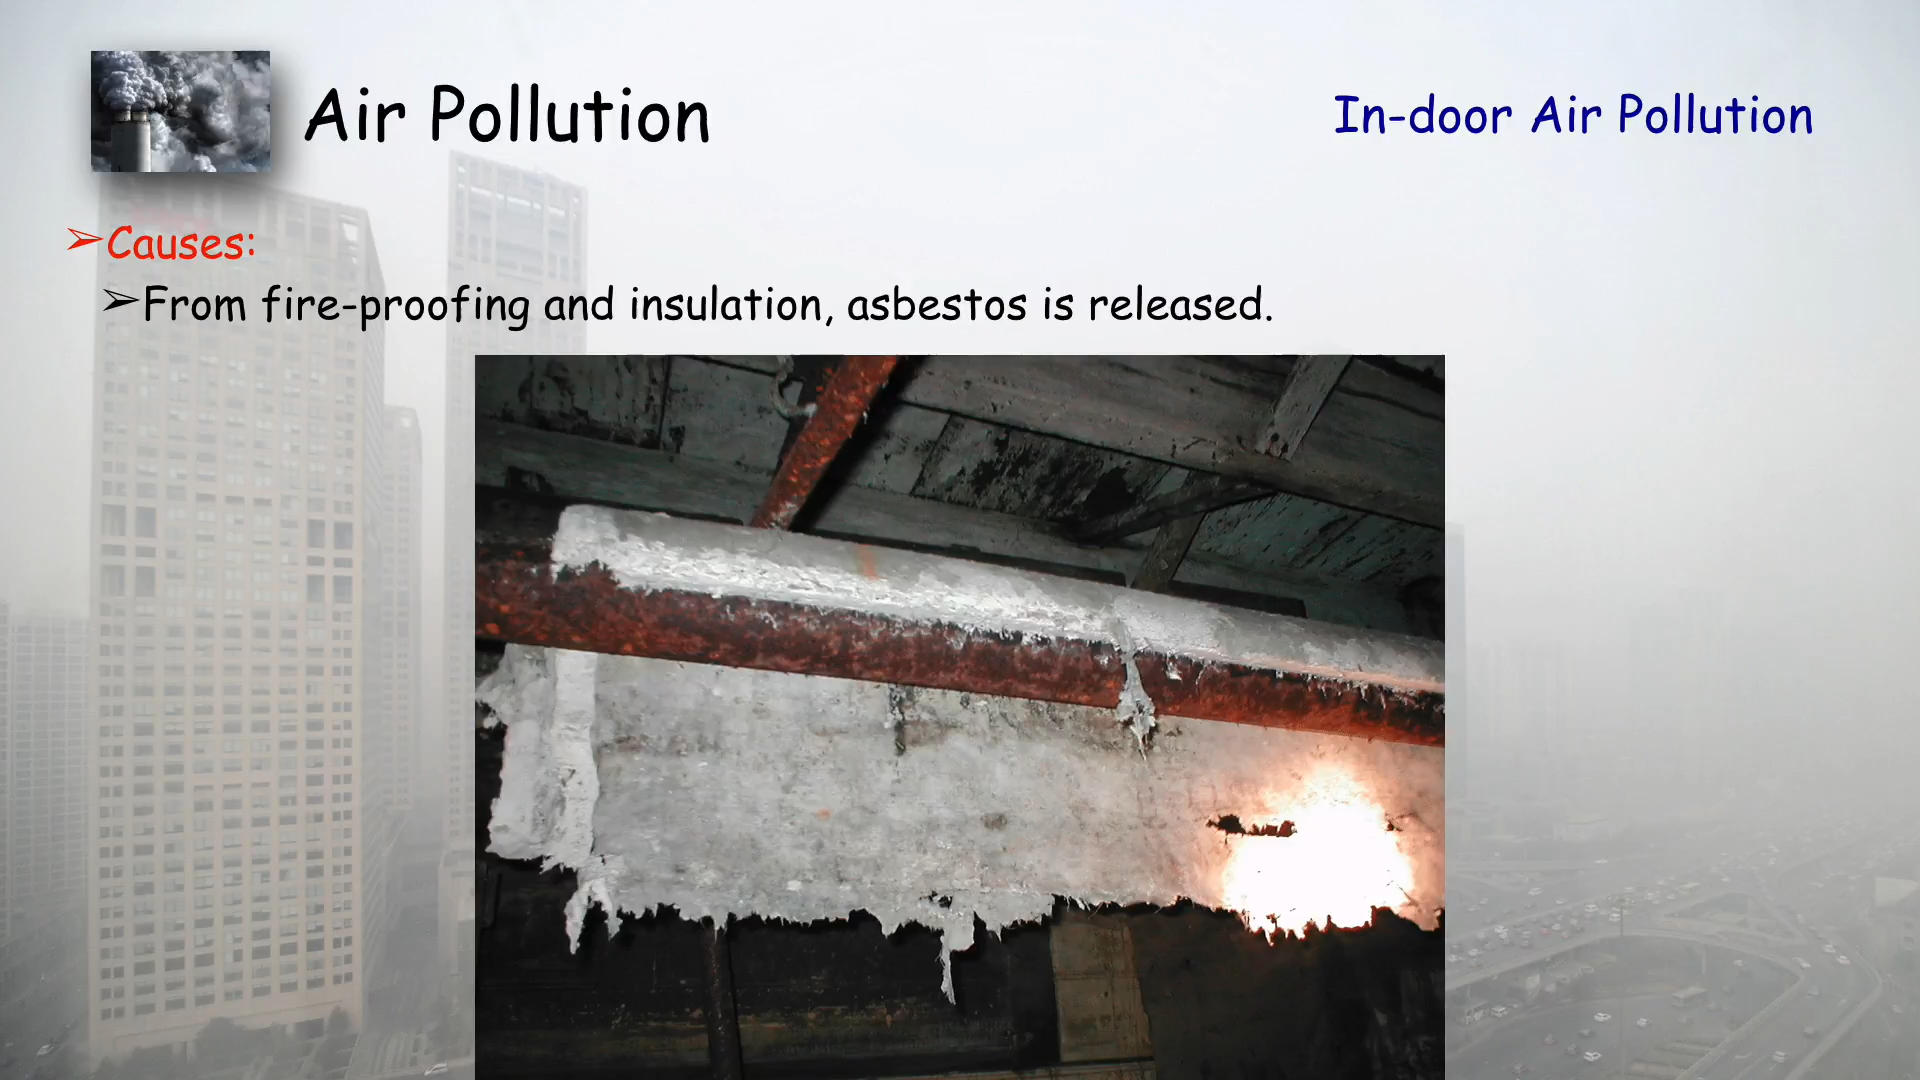 Air Pollution
In-door Air Pollution
➢Causes:
➢From fire-proofing and insulation, asbestos is released.